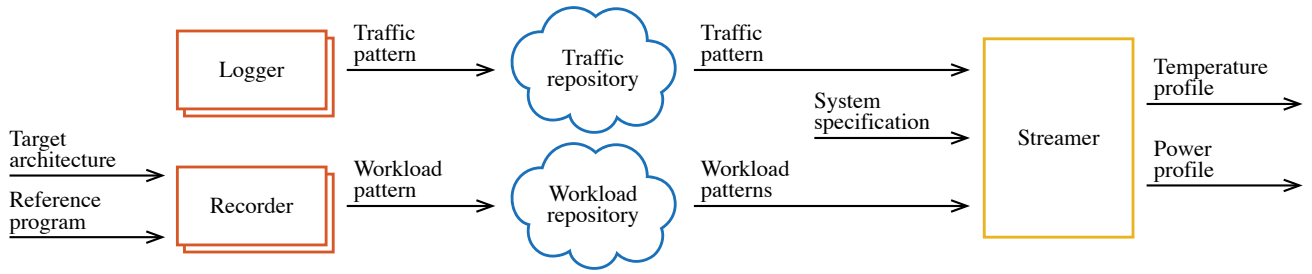 Logger
Traffic
pattern
Traffic
repository
Traffic
pattern
System
specification
Streamer
Temperature
profile
Power
profile
Target
architecture
Reference
program
Recorder
Workload
pattern
Workload
repository
Workload
patterns